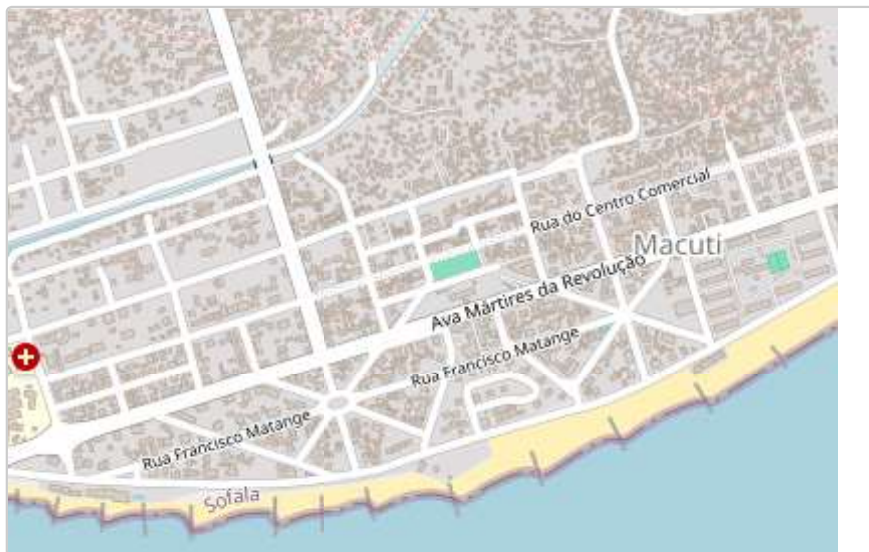 Rua do Centro Comercial
Macuti
Ava Mártires da Revolução
Rua Francisco Matange
Rua Francisco Matange
Sofala